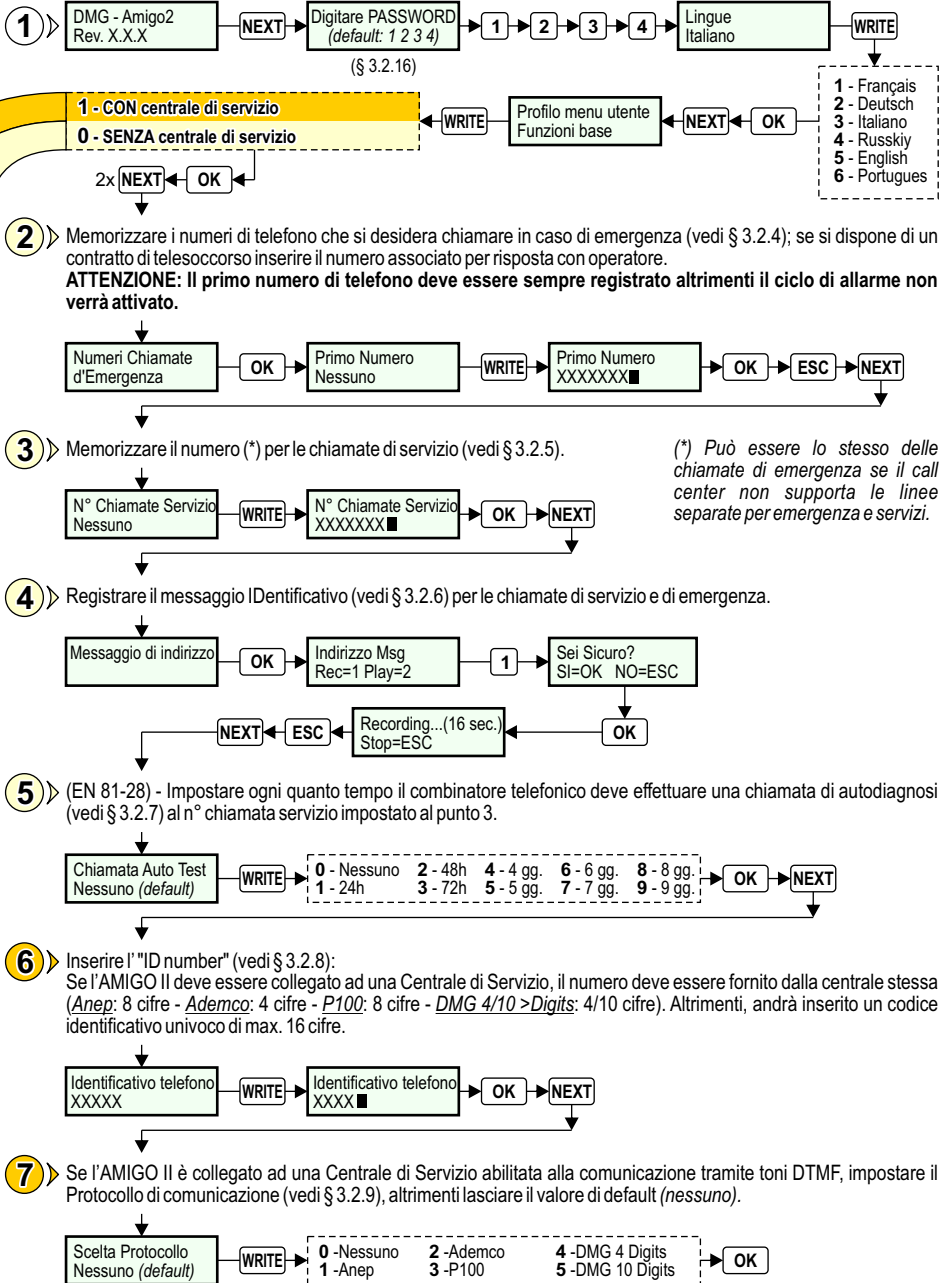 1
DMG - Amigo2
Rev. X.X.X
NEXT
Digitare PASSWORD
(default: 1 2 3 4)
(§ 3.2.16)
1
2
3
4
Lingue
Italiano
WRITE
1 - Français
2 - Deutsch
3 - Italiano
4 - Russkiy
5 - English
6 - Portugues
OK
NEXT
Profilo menu utente
Funzioni base
WRITE
1 - CON centrale di servizio
0 - SENZA centrale di servizio
OK
2x NEXT
2
Memorizzare i numeri di telefono che si desidera chiamare in caso di emergenza (vedi § 3.2.4); se si dispone di un
contratto di telesoccorso inserire il numero associato per risposta con operatore.
ATTENZIONE: Il primo numero di telefono deve essere sempre registrato altrimenti il ciclo di allarme non
verrà attivato.
Numeri Chiamate
d'Emergenza
OK
Primo Numero
Nessuno
WRITE
Primo Numero
XXXXXXX
OK
ESC
NEXT
3
Memorizzare il numero (*) per le chiamate di servizio (vedi § 3.2.5).
(*) Può essere lo stesso delle
chiamate di emergenza se il call
center non supporta le linee
separate per emergenza e servizi.
N° Chiamate Servizio
Nessuno
WRITE
N° Chiamate Servizio
XXXXXXX
OK
NEXT
4
Registrare il messaggio IDentificativo (vedi § 3.2.6) per le chiamate di servizio e di emergenza.
Messaggio di indirizzo
OK
Indirizzo Msg
Rec=1 Play=2
1
Sei Sicuro?
SI=OK NO=ESC
OK
Recording...(16 sec.)
Stop=ESC
ESC
NEXT
5
(EN 81-28) - Impostare ogni quanto tempo il combinatore telefonico deve effettuare una chiamata di autodiagnosi
(vedi § 3.2.7) al n° chiamata servizio impostato al punto 3.
Chiamata Auto Test
Nessuno (default)
WRITE
0 - Nessuno 2 - 48h 4 - 4 gg. 6 - 6 gg. 8 - 8 gg.
1 - 24h 3 - 72h 5 - 5 gg. 7 - 7 gg. 9 - 9 gg.
OK
NEXT
6
Inserire l' "ID number" (vedi § 3.2.8):
Se l'AMIGO II deve essere collegato ad una Centrale di Servizio, il numero deve essere fornito dalla centrale stessa
(Anep: 8 cifre - Ademco: 4 cifre - P100: 8 cifre - DMG 4/10 >Digits: 4/10 cifre). Altrimenti, andrà inserito un codice
identificativo univoco di max. 16 cifre.
Identificativo telefono
XXXXX
WRITE
Identificativo telefono
XXXX
OK
NEXT
7
Se l'AMIGO II è collegato ad una Centrale di Servizio abilitata alla comunicazione tramite toni DTMF, impostare il
Protocollo di comunicazione (vedi § 3.2.9), altrimenti lasciare il valore di default (nessuno).
Scelta Protocollo
Nessuno (default)
WRITE
0 -Nessuno 2 -Ademco 4 -DMG 4 Digits
1 -Anep 3 -P100 5 -DMG 10 Digits
OK